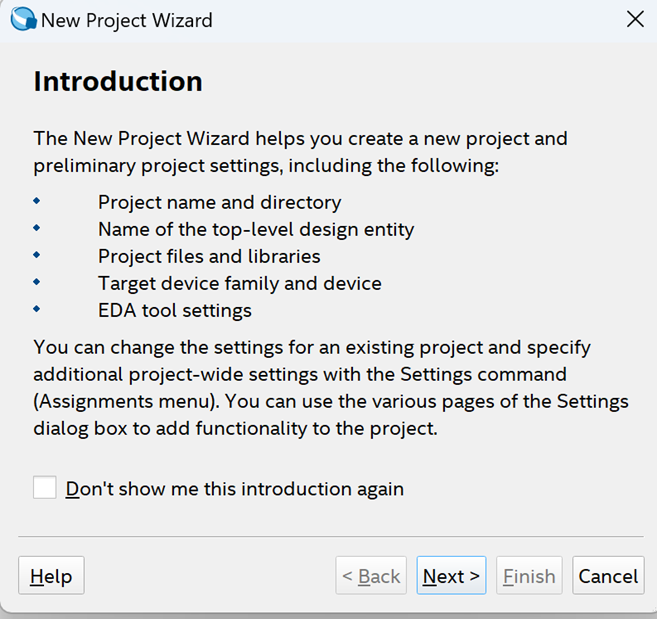 New Project Wizard
Introduction
The New Project Wizard helps you create a new project and
preliminary project settings, including the following:
Project name and directory
Name of the top-level design entity
Project files and libraries
Target device family and device
EDA tool settings
You can change the settings for an existing project and specify
additional project-wide settings with the Settings command
(Assignments menu). You can use the various pages of the Settings
dialog box to add functionality to the project.
Don't show me this introduction again
Help
< Back
Next >
Finish
Cancel